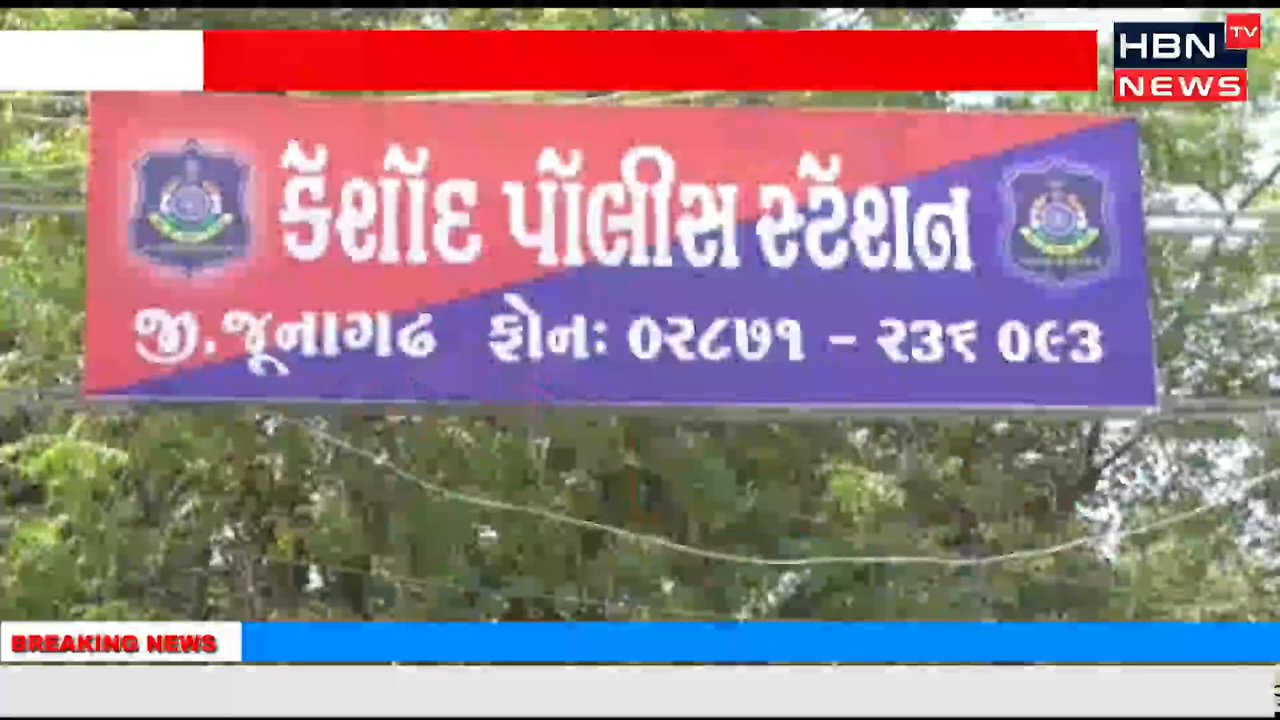 HBN TV
NEWS
કેશોદ પોલીસ સ્ટેશન
જી.જૂનાગઢ ફોનઃ ૦૨૮૭૧ - ૨૩૬ ૦૯૩
BREAKING NEWS